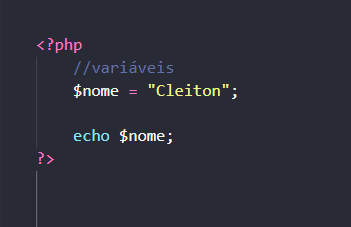 <?php
//variáveis
$nome = "Cleiton";
echo $nome;
?>